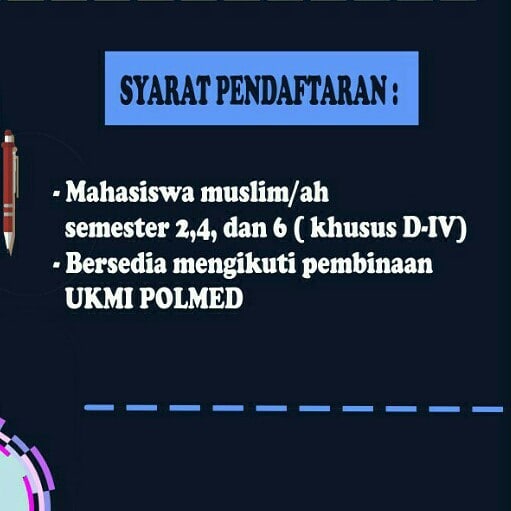 SYARAT PENDAFTARAN :
- Mahasiswa muslim/ah
semester 2,4, dan 6 ( khusus D-IV)
- Bersedia mengikuti pembinaan
UKMI POLMED